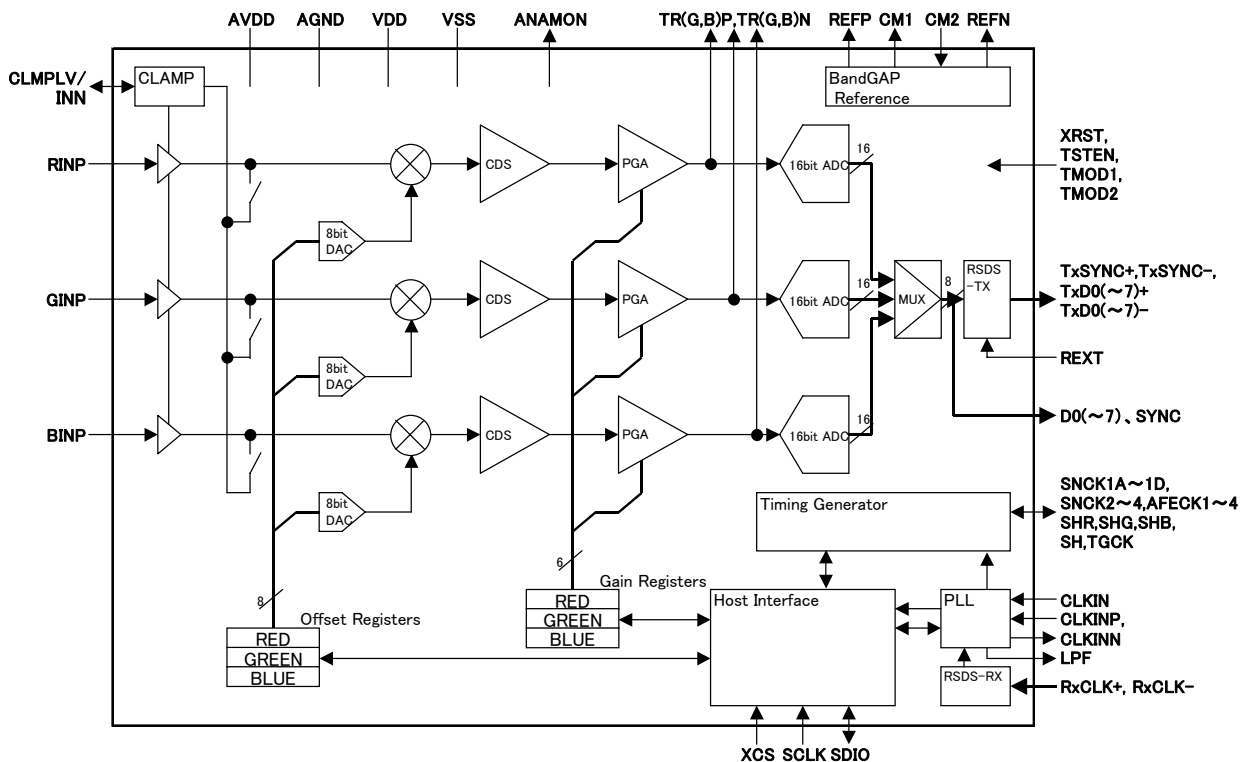 AVDD AGND VDD VSS ANAMON TR(G,B)P,TR(G,B)N REFP CM1 CM2 REFN
CLMPLV/
INN
CLAMP
BandGAP
Reference
RINP
CDS
PGA
16bit ADC
16
XRST,
TSTEN,
TMOD1,
TMOD2
8bit
DAC
GINP
CDS
PGA
16bit ADC
16
MUX
8
RSDS
-TX
TxSYNC+,TxSYNC-,
TxD0(～7)+
TxD0(～7)-
REXT
8bit
DAC
D0(～7)、SYNC
BINP
CDS
PGA
16bit ADC
16
8bit
DAC
Timing Generator
SNCK1A～1D,
SNCK2～4,AFECK1～4
SHR,SHG,SHB,
SH,TGCK
6
Gain Registers
RED
GREEN
BLUE
8
Offset Registers
RED
GREEN
BLUE
Host Interface
PLL
CLKIN
CLKINP,
CLKINN
LPF
RSDS-RX
RxCLK+, RxCLK-
XCS SCLK SDIO